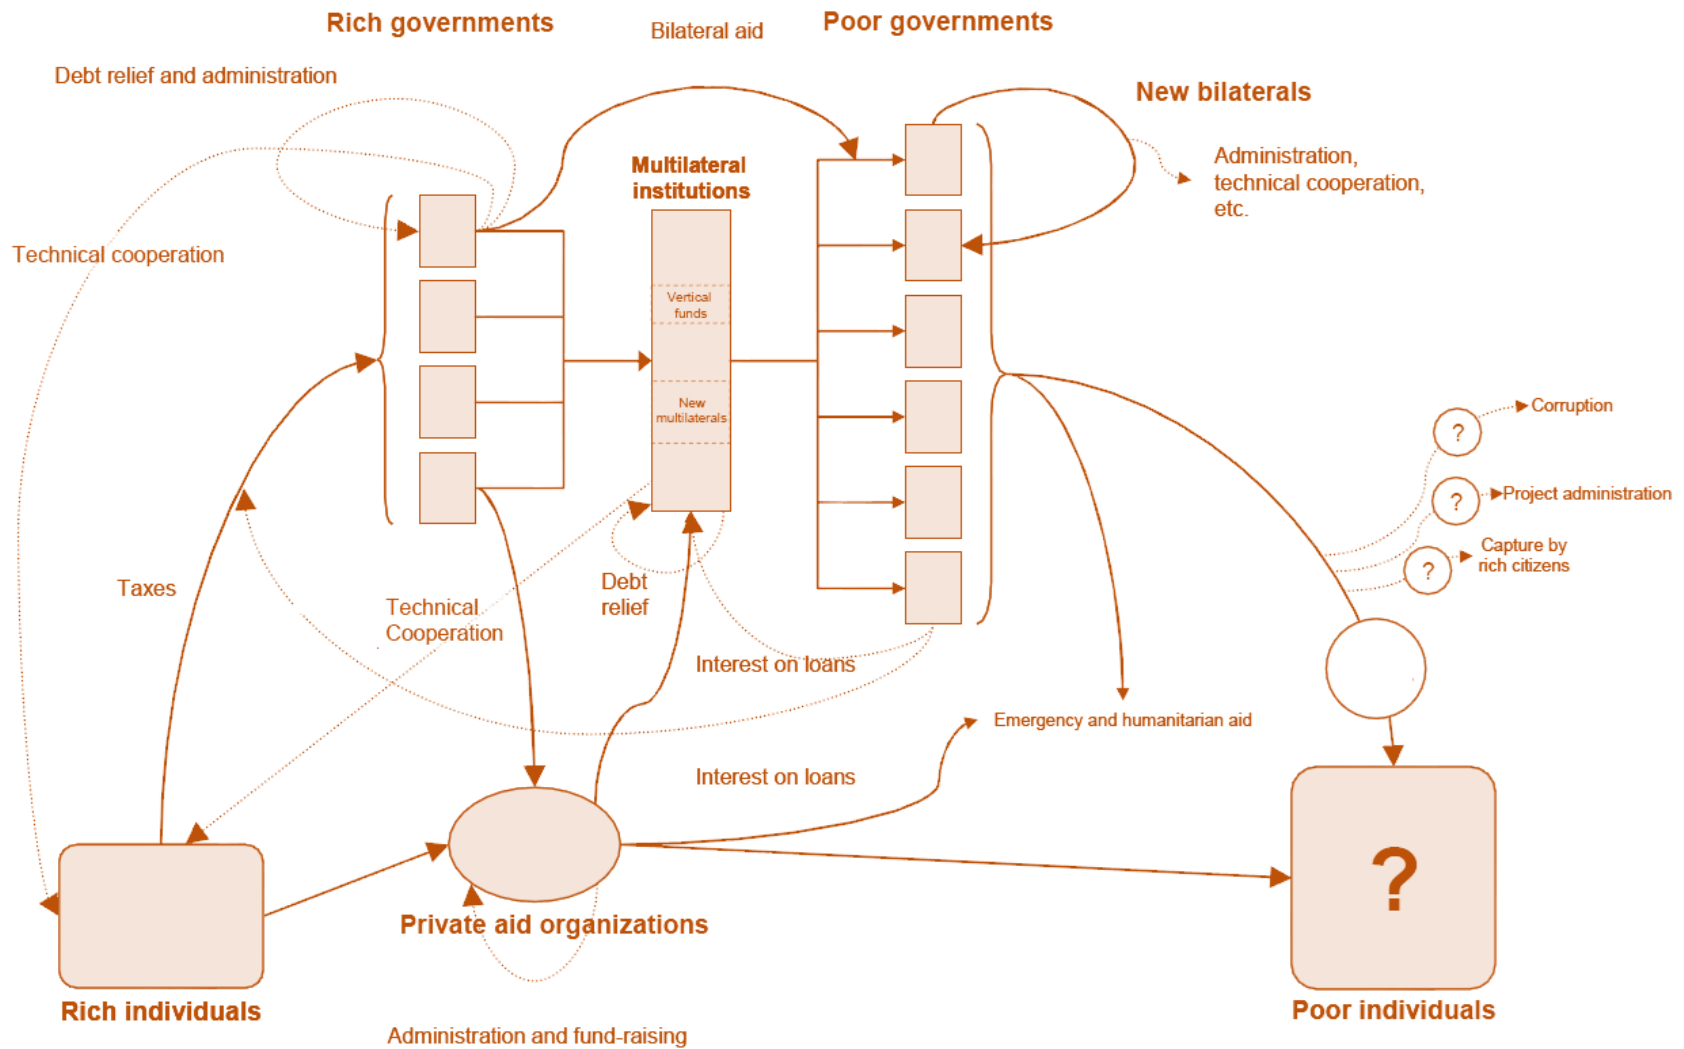 Rich governments
Bilateral aid
Poor governments
Debt relief and administration
New bilaterals
Multilateral
institutions
Administration,
technical cooperation,
etc.
Technical cooperation
Vertical
funds
New
multilaterals
Corruption
?
Project administration
?
Capture by
rich citizens
?
Taxes
Debt
relief
Technical
Cooperation
Interest on loans
Emergency and humanitarian aid
Interest on loans
?
Private aid organizations
Rich individuals
Poor individuals
Administration and fund-raising